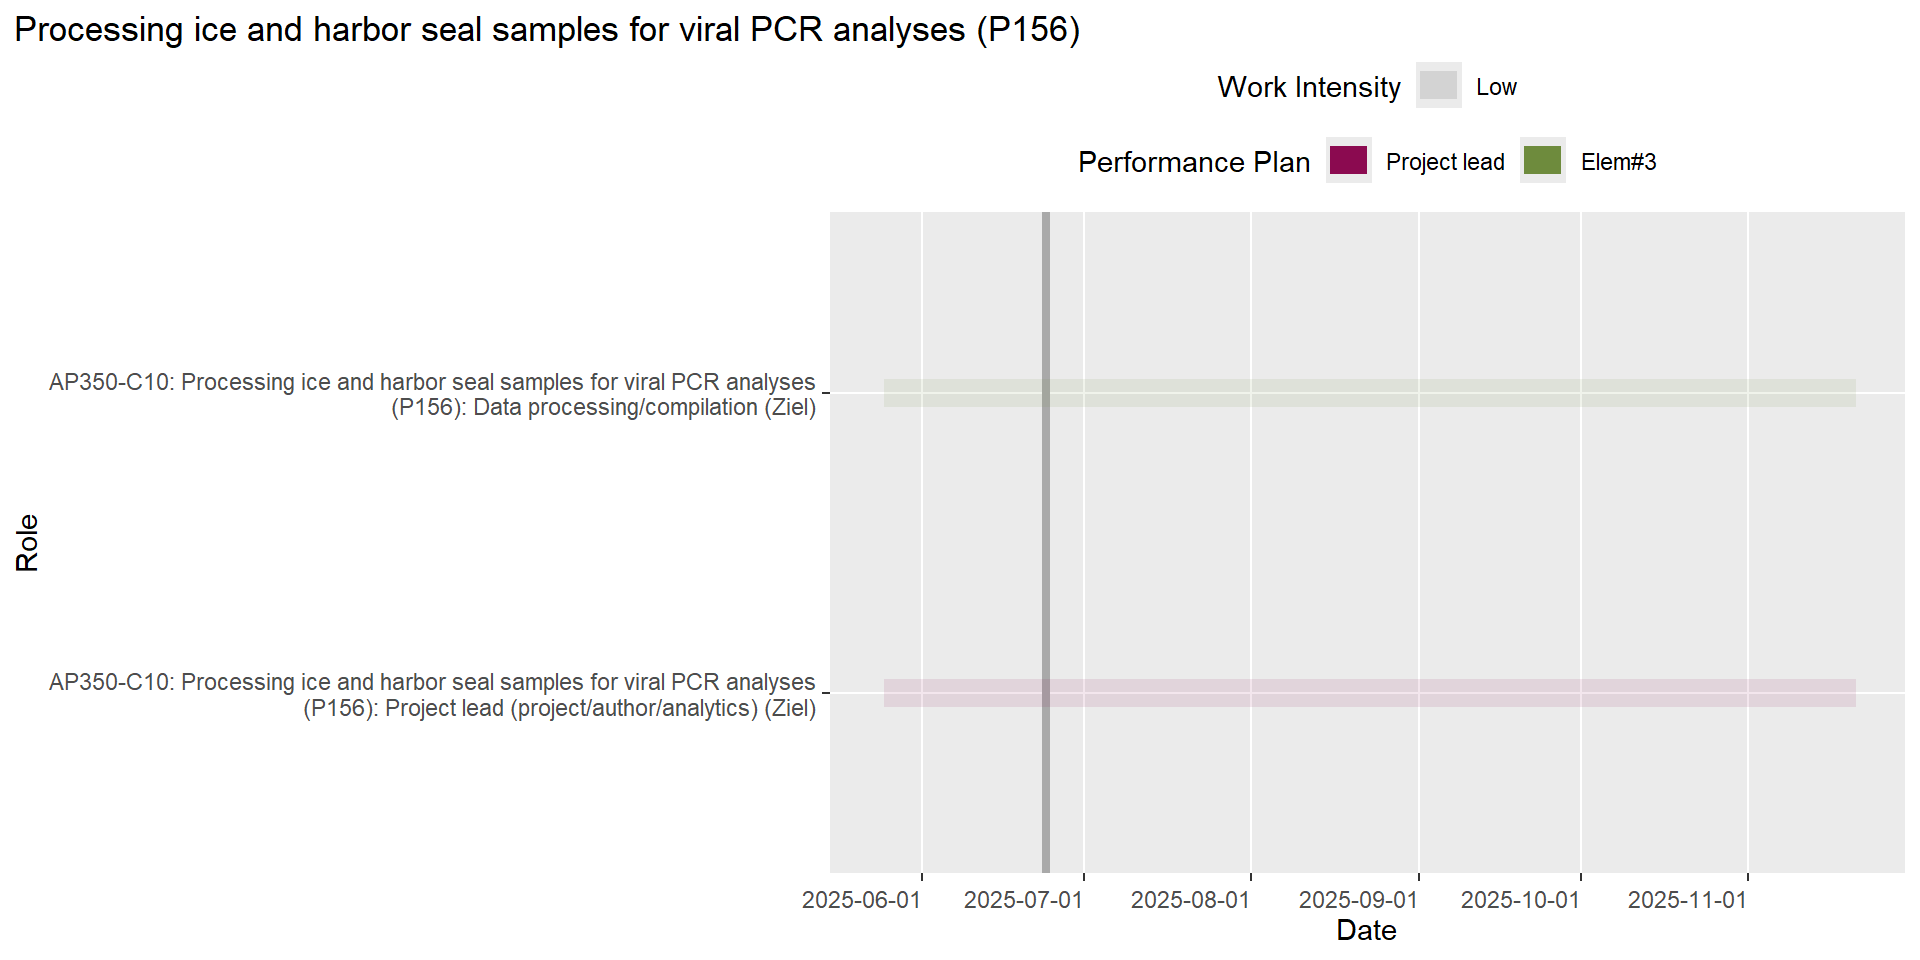 Processing ice and harbor seal samples for viral PCR analyses (P156)
Work Intensity Low
Performance Plan Project lead Elem#3
AP350-C10: Processing ice and harbor seal samples for viral PCR analyses
(P156): Data processing/compilation (Ziel)
Role
AP350-C10: Processing ice and harbor seal samples for viral PCR analyses
(P156): Project lead (project/author/analytics) (Ziel)
2025-06-01 2025-07-01 2025-08-01 2025-09-01 2025-10-01 2025-11-01
Date